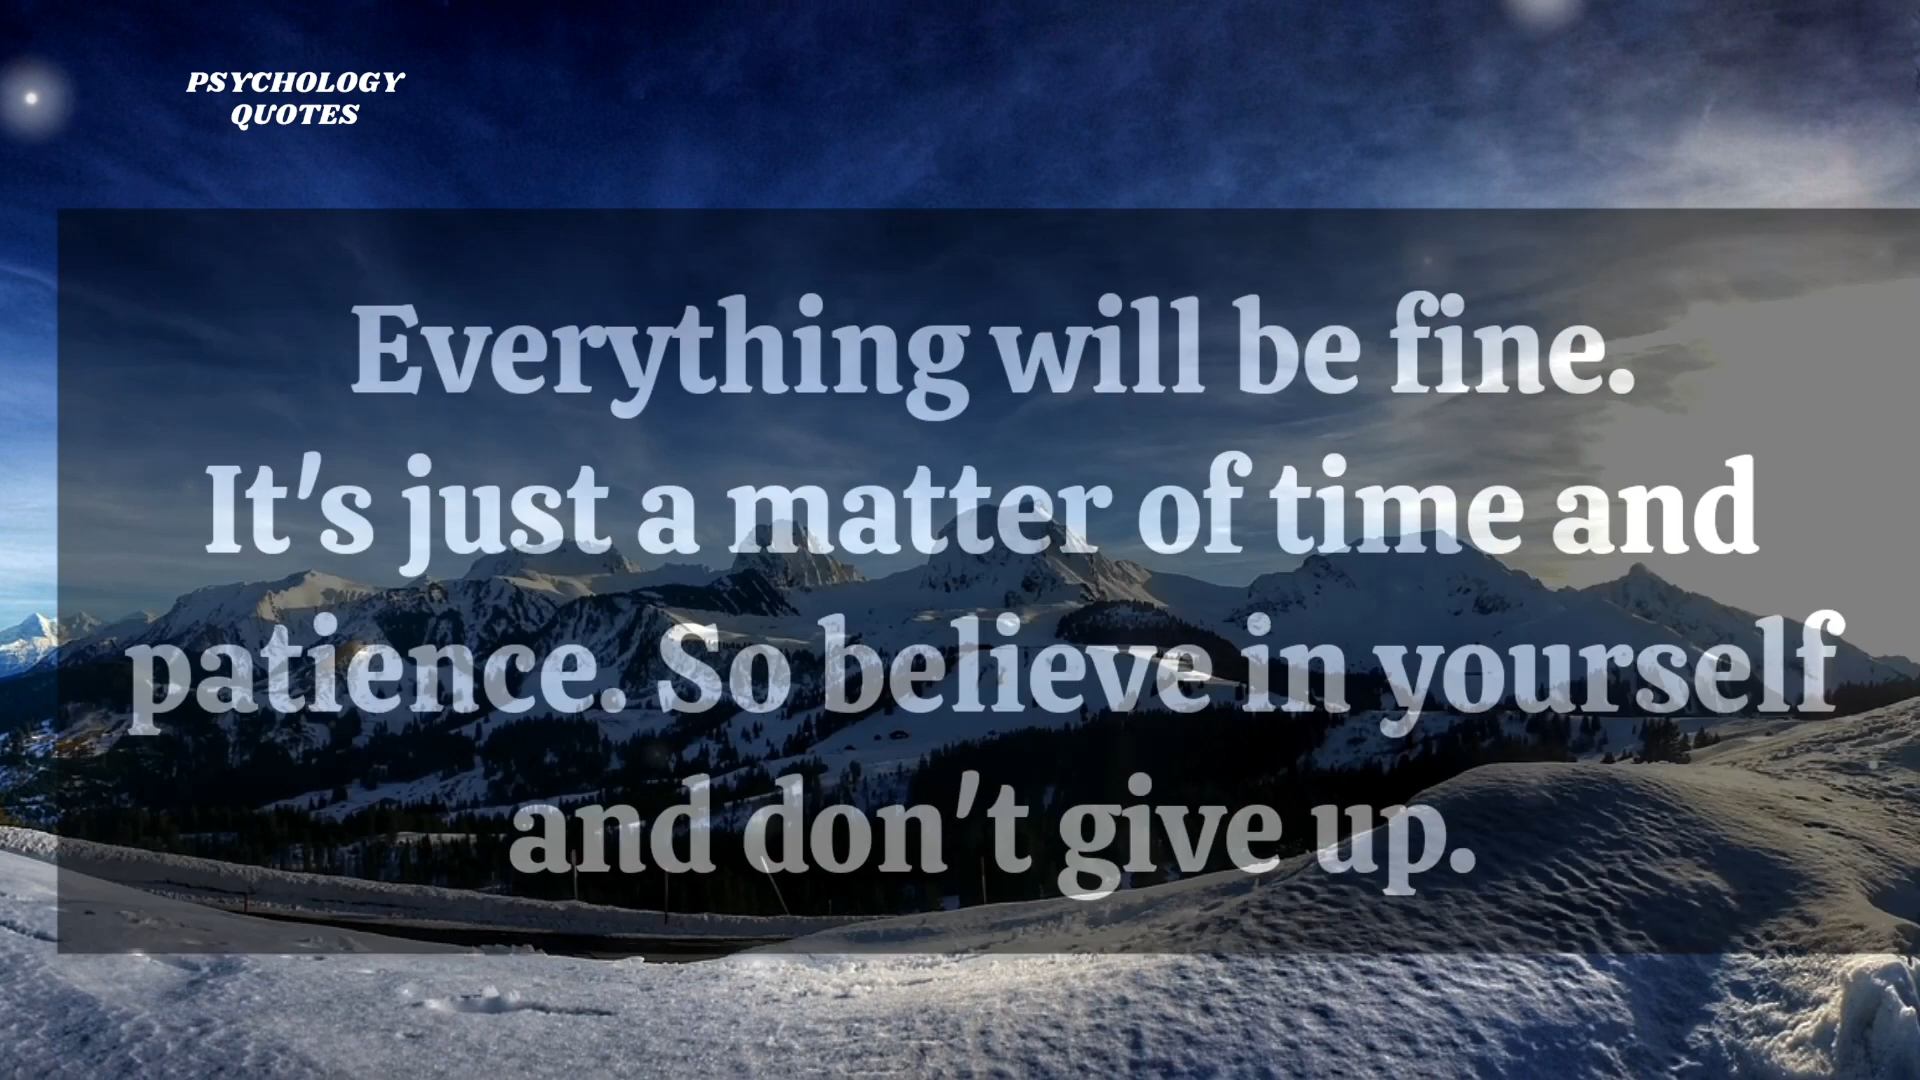 PSYCHOLOGY
QUOTES
Everything will be fine.
It's just a matter of time and
patience. So believe in yourself
and don't give up.